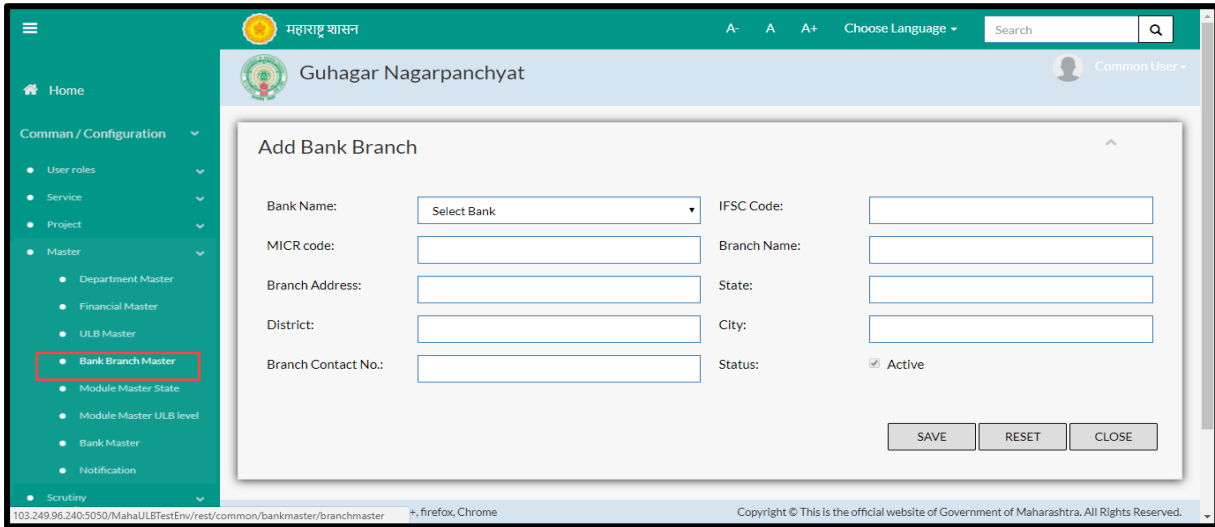 महाराष्ट्र शासन
A- A A+ Choose Language Search
Guhagar Nagarpanchyat
Common User
Home
Comman / Configuration
User roles
Service
Project
Master
Department Master
Financial Master
ULB Master
Bank Branch Master
Module Master State
Module Master ULB level
Bank Master
Notification
Scrutiny
Add Bank Branch
Bank Name: Select Bank IFSC Code:
MICR code: Branch Name:
Branch Address: State:
District: City:
Branch Contact No.: Status: Active
SAVE RESET CLOSE
103.249.96.240:5050/MahaULBTestEnv/rest/common/bankmaster/branchmaster +, firefox, Chrome Copyright © This is the official website of Government of Maharashtra. All Rights Reserved.